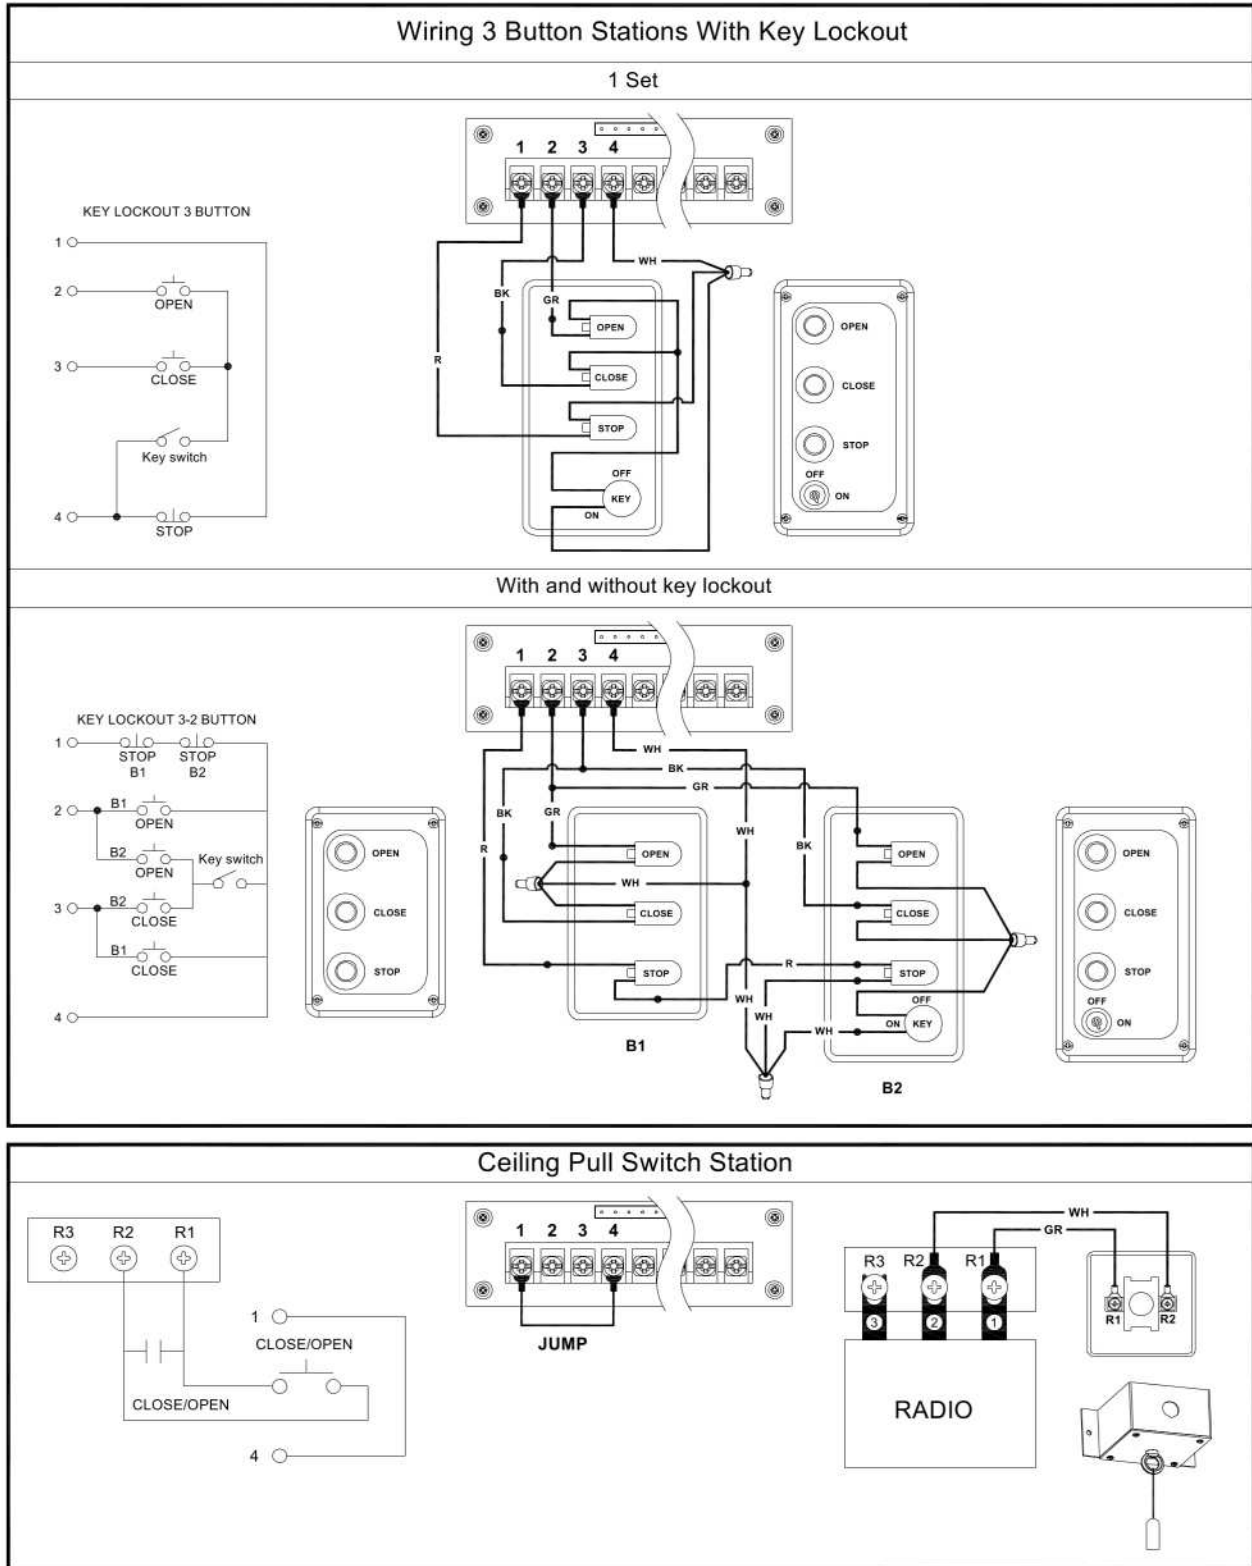 Wiring 3 Button Stations With Key Lockout
1 Set
1 2 3 4
KEY LOCKOUT 3 BUTTON
1
2
OPEN
3
CLOSE
Key switch
4
STOP
WH
BK
GR
R
OPEN
CLOSE
STOP
OFF
KEY
ON
OPEN
CLOSE
STOP
OFF
ON
With and without key lockout
1 2 3 4
KEY LOCKOUT 3-2 BUTTON
1
STOP STOP
B1 B2
2
B1
OPEN
B2
OPEN
Key switch
3
B2
CLOSE
B1
CLOSE
4
OPEN
CLOSE
STOP
WH
BK
GR
BK
GR
R
WH
BK
OPEN
WH
CLOSE
STOP
R
WH
WH
WH
B1
OPEN
CLOSE
STOP
OFF
ON KEY
B2
OPEN
CLOSE
STOP
OFF
ON
Ceiling Pull Switch Station
R3 R2 R1
1
CLOSE/OPEN
CLOSE/OPEN
4
1 2 3 4
JUMP
WH
GR
R3 R2 R1
3 2 1
R1 R2
RADIO